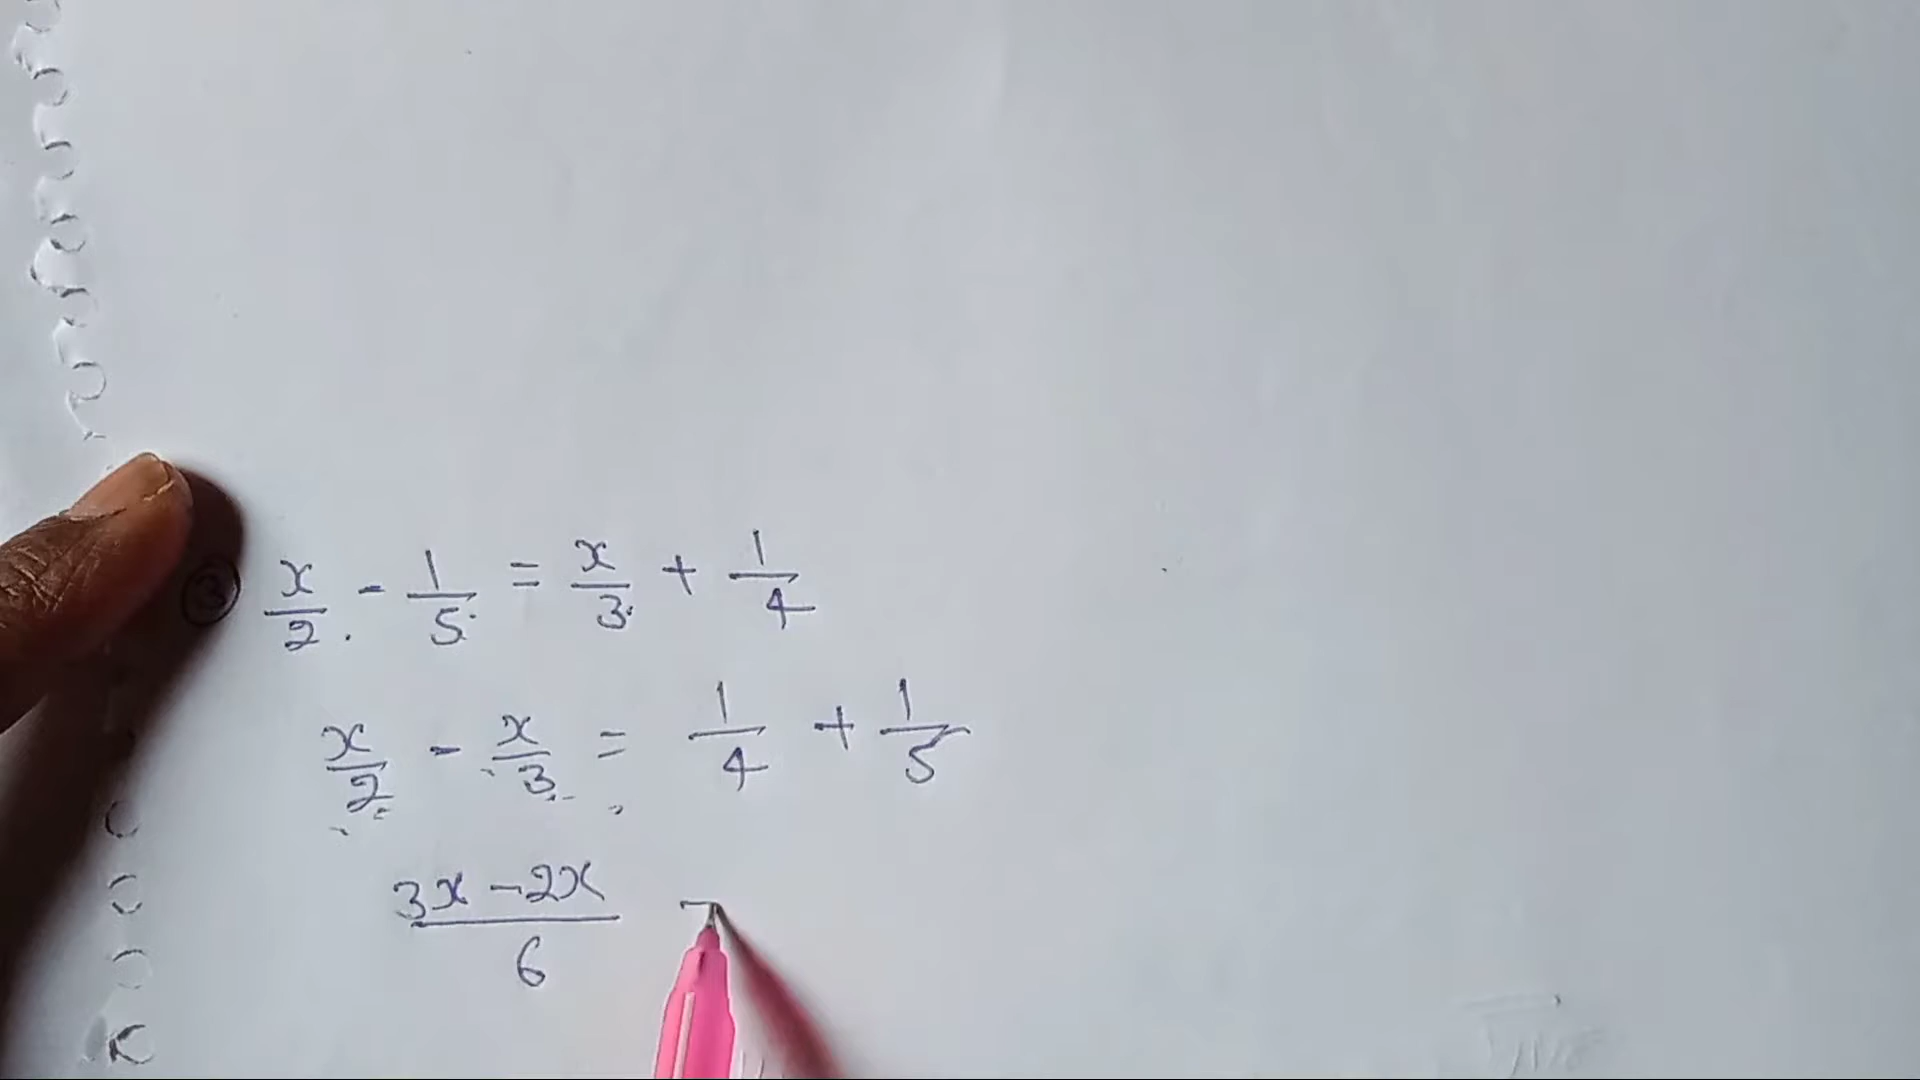 ③ x/2 - 1/5 = x/3 + 1/4
x/2 - x/3 = 1/4 + 1/5
3x - 2x / 6